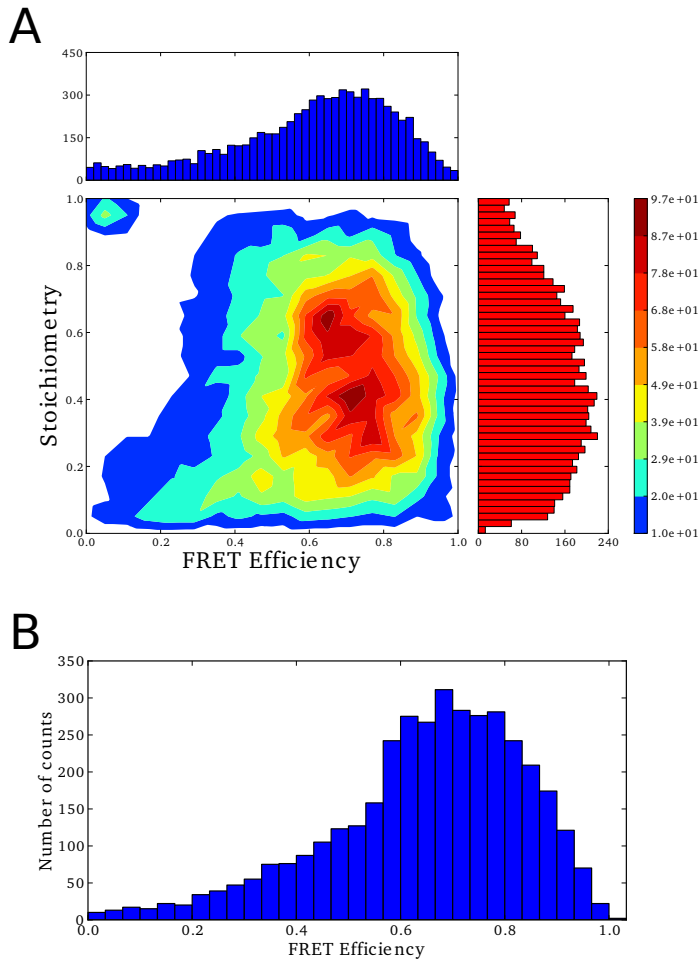 A
450
300
150
0
1.0
0.8
0.6
0.4
0.2
0.0
Stoichiometry
0.0 0.2 0.4 0.6 0.8 1.0
FRET Efficiency
0 80 160 240
9.7e+01
8.7e+01
7.8e+01
6.8e+01
5.8e+01
4.9e+01
3.9e+01
2.9e+01
2.0e+01
1.0e+01
B
350
300
250
200
150
100
50
0
Number of counts
0.0 0.2 0.4 0.6 0.8 1.0
FRET Efficiency